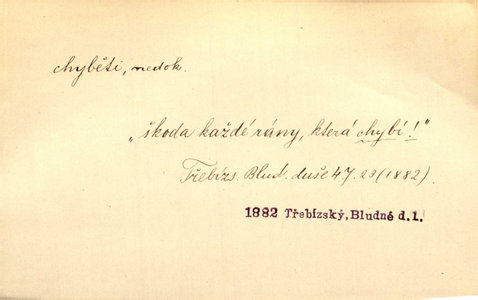 chyběti, nedok.
„škoda každé rány, která chybí!"
Třebízs. Blud. duše 47. 23 (1882).
1882 Třebízský, Bludné d. 1.